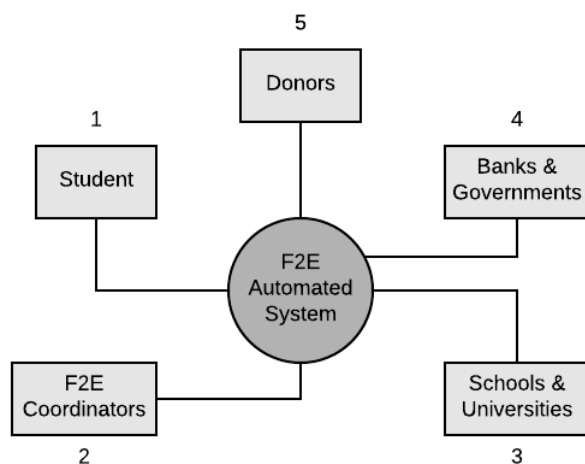 5
Donors
1
Student
4
Banks &
Governments
F2E
Automated
System
F2E
Coordinators
2
Schools &
Universities
3